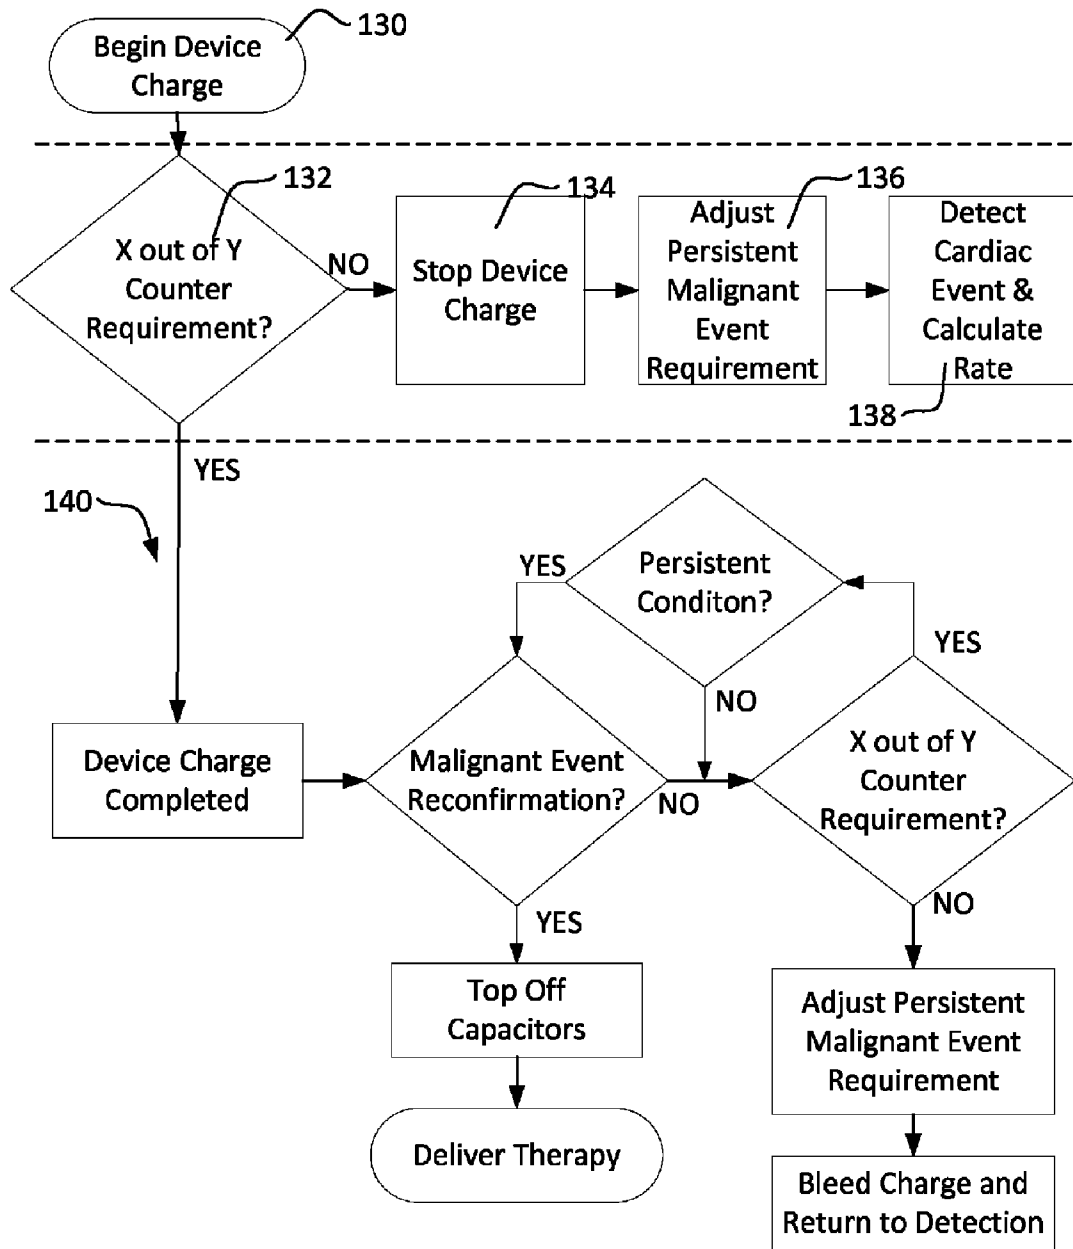 Begin Device
Charge
130
X out of Y
Counter
Requirement?
132
NO
Stop Device
Charge
134
Adjust
Persistent
Malignant
Event
Requirement
136
Detect
Cardiac
Event &
Calculate
Rate
138
YES
140
Device Charge
Completed
Persistent
Conditon?
YES
NO
Malignant Event
Reconfirmation?
NO
YES
X out of Y
Counter
Requirement?
YES
NO
Top Off
Capacitors
Deliver Therapy
Adjust Persistent
Malignant Event
Requirement
Bleed Charge and
Return to Detection